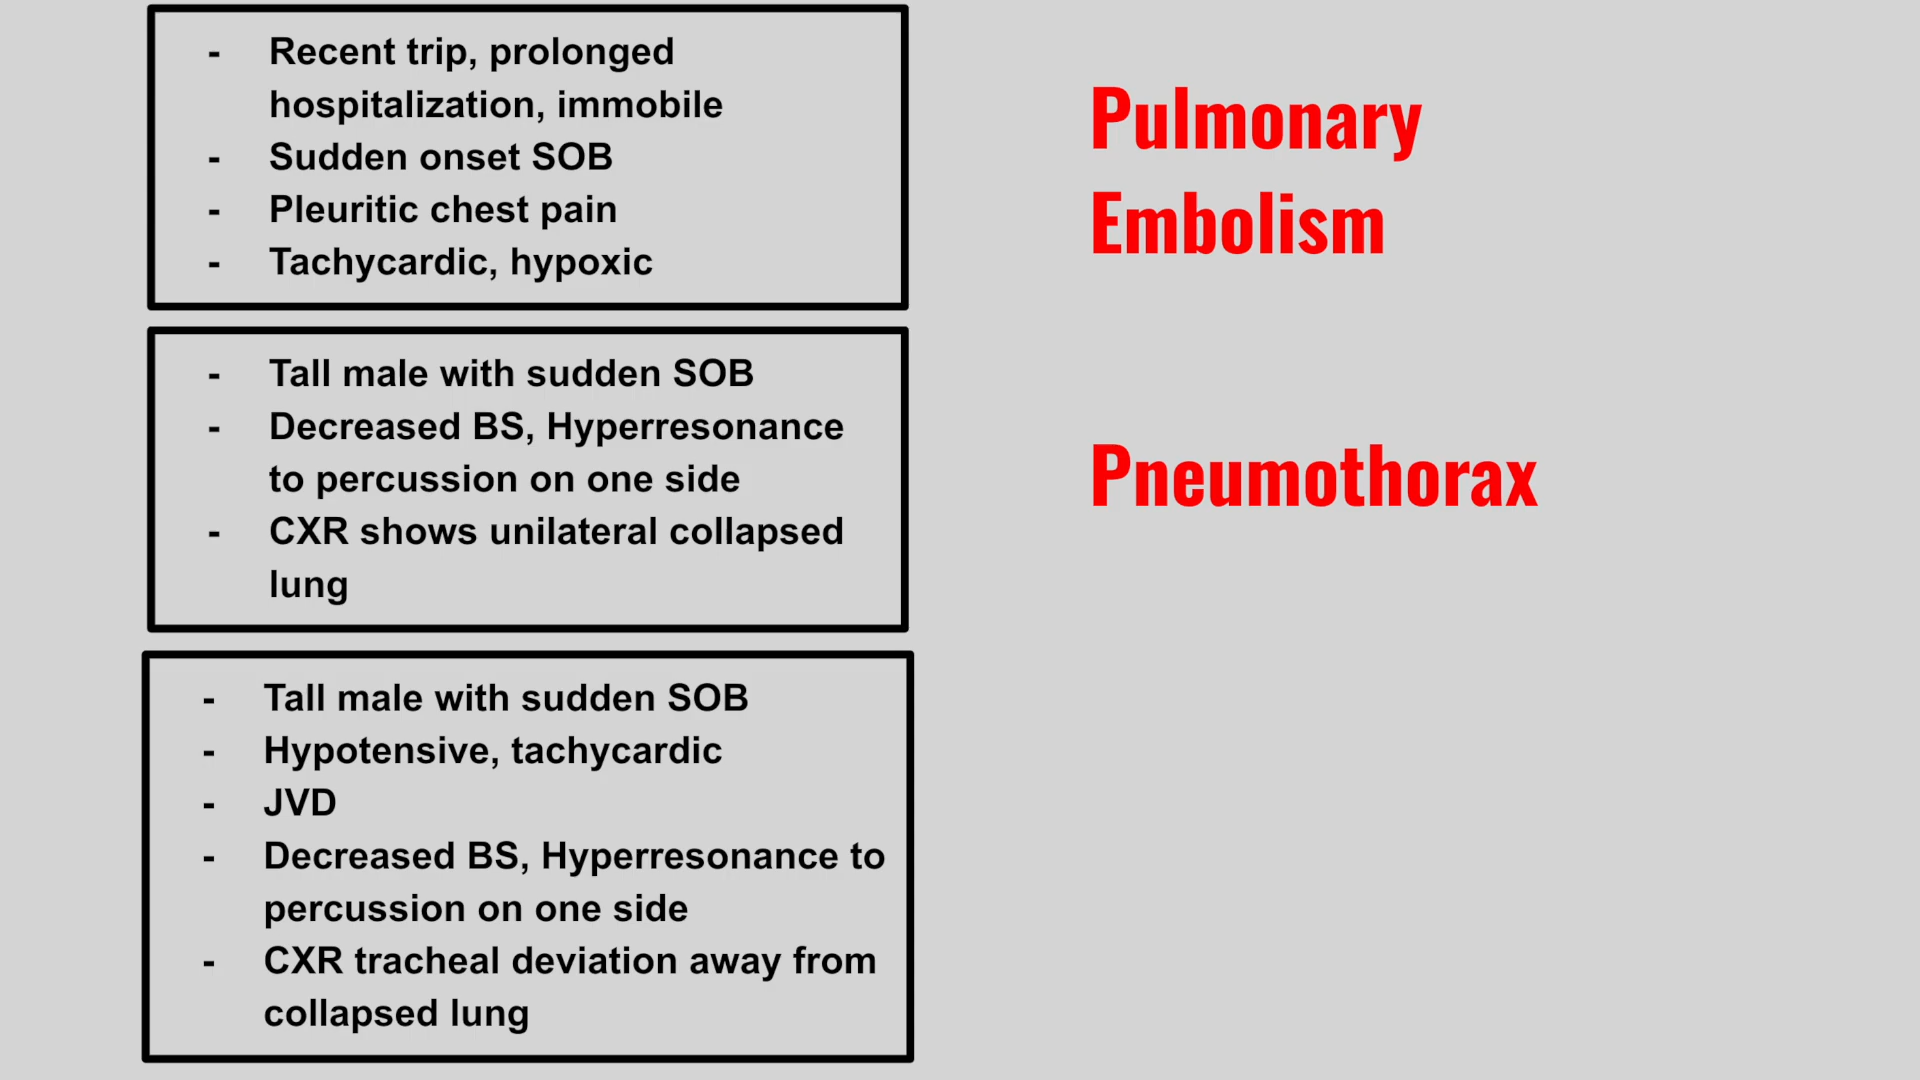 - Recent trip, prolonged
hospitalization, immobile
- Sudden onset SOB
- Pleuritic chest pain
- Tachycardic, hypoxic
Pulmonary
Embolism
- Tall male with sudden SOB
- Decreased BS, Hyperresonance
to percussion on one side
- CXR shows unilateral collapsed
lung
Pneumothorax
- Tall male with sudden SOB
- Hypotensive, tachycardic
- JVD
- Decreased BS, Hyperresonance to
percussion on one side
- CXR tracheal deviation away from
collapsed lung